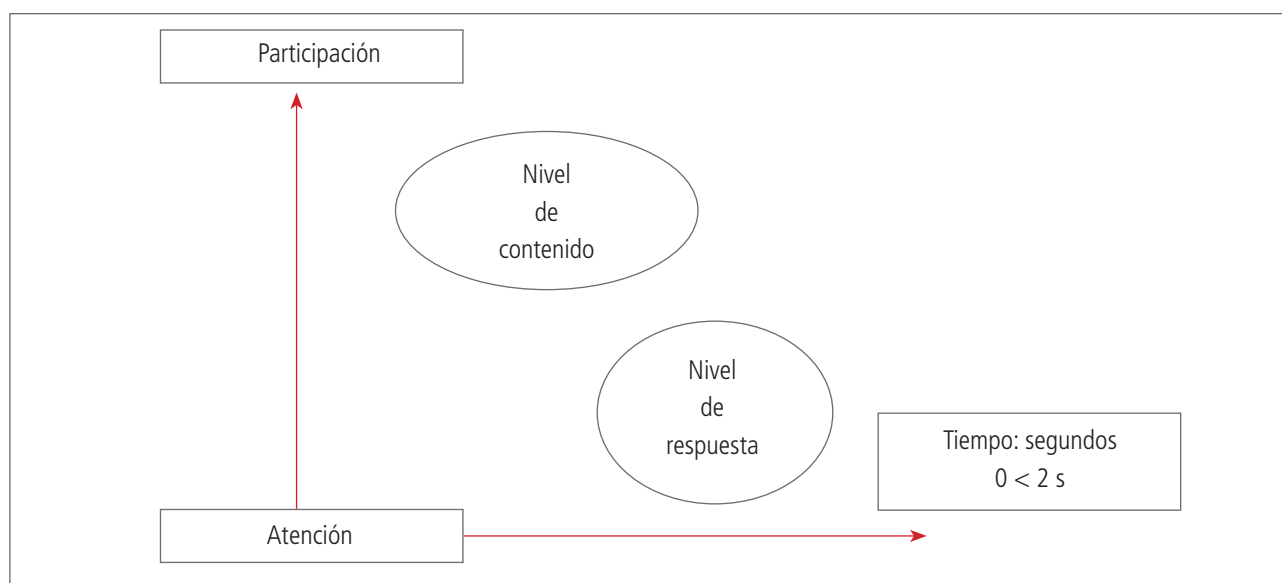 Participación
Nivel
de
contenido
Nivel
de
respuesta
Tiempo: segundos
0 < 2 s
Atención